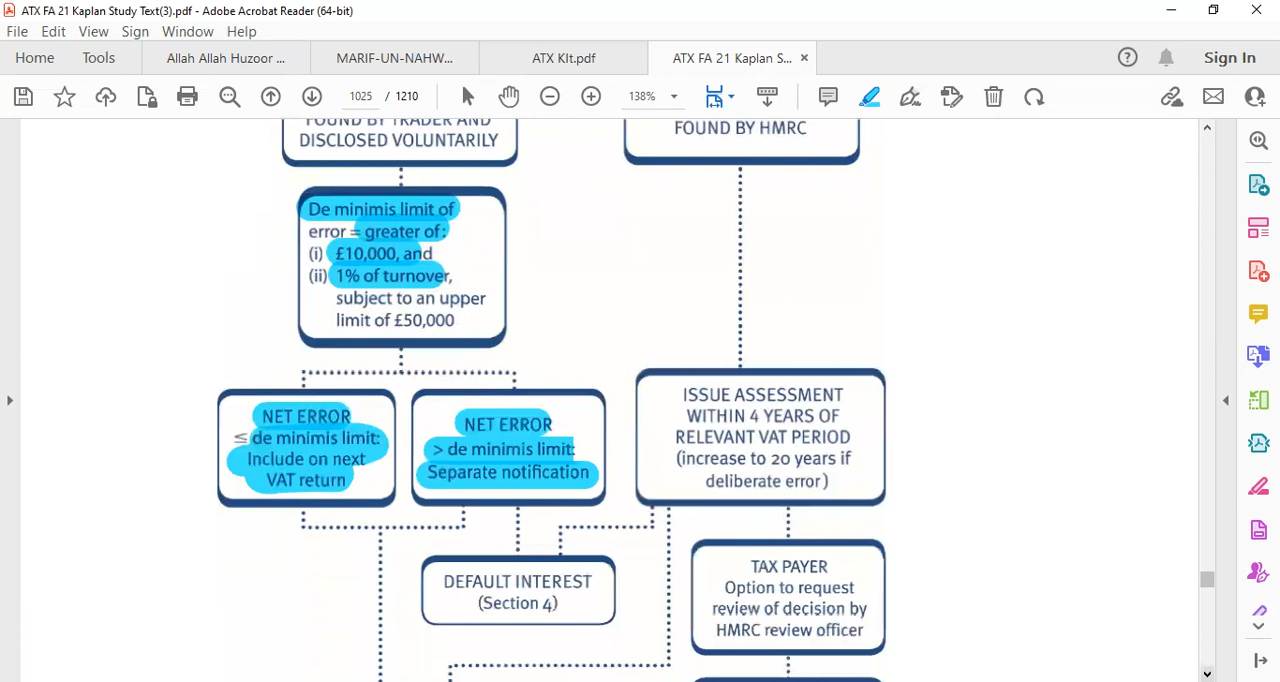 ATX FA 21 Kaplan Study Text(3).pdf - Adobe Acrobat Reader (64-bit)
File Edit View Sign Window Help
Home Tools Allah Allah Huzoor ... MARIF-UN-NAHW... ATX KIt.pdf ATX FA 21 Kaplan S... × Sign In
1025 / 1210 138%
FOUND BY TRADER AND
DISCLOSED VOLUNTARILY
FOUND BY HMRC
De minimis limit of
error = greater of:
(i) £10,000, and
(ii) 1% of turnover,
subject to an upper
limit of £50,000
NET ERROR
≤ de minimis limit:
Include on next
VAT return
NET ERROR
> de minimis limit:
Separate notification
ISSUE ASSESSMENT
WITHIN 4 YEARS OF
RELEVANT VAT PERIOD
(increase to 20 years if
deliberate error)
DEFAULT INTEREST
(Section 4)
TAX PAYER
Option to request
review of decision by
HMRC review officer